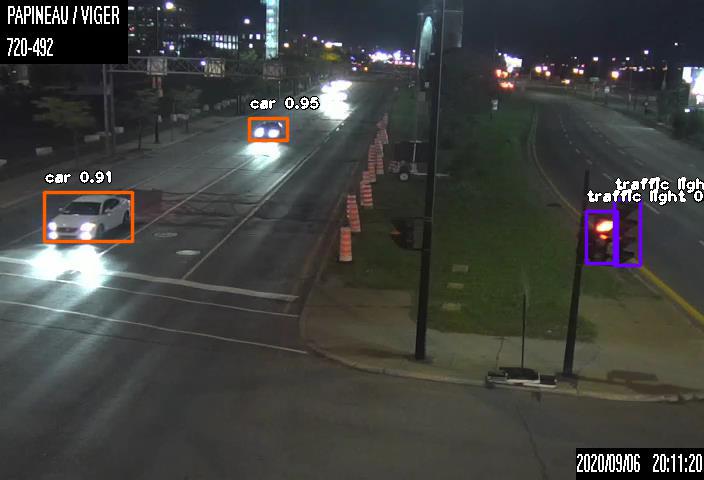 PAPINEAU / VIGER
720-492
car 0.95
car 0.91
traffic ligh
traffic light 0
2020/09/06 20:11:20